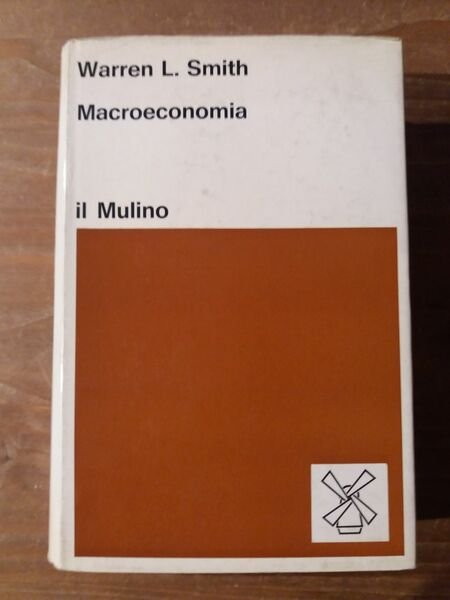 Warren L. Smith
Macroeconomia
il Mulino